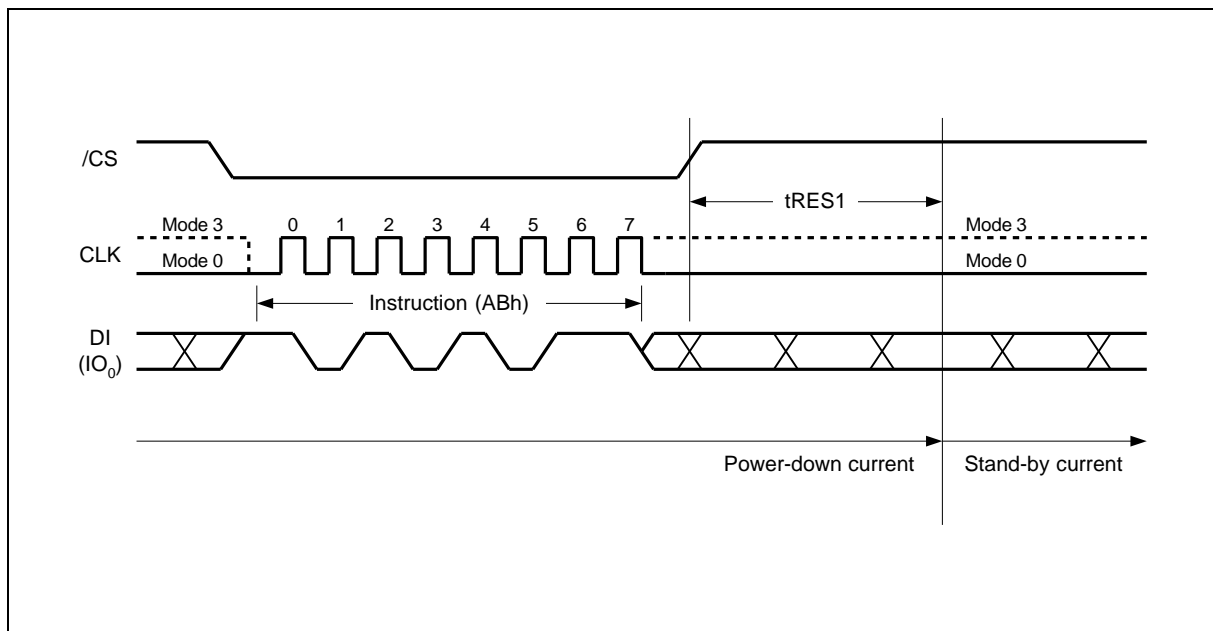 /CS
tRES1
Mode 3 0 1 2 3 4 5 6 7 Mode 3
CLK
Mode 0 Mode 0
Instruction (ABh)
DI
(IO0)
Power-down current Stand-by current